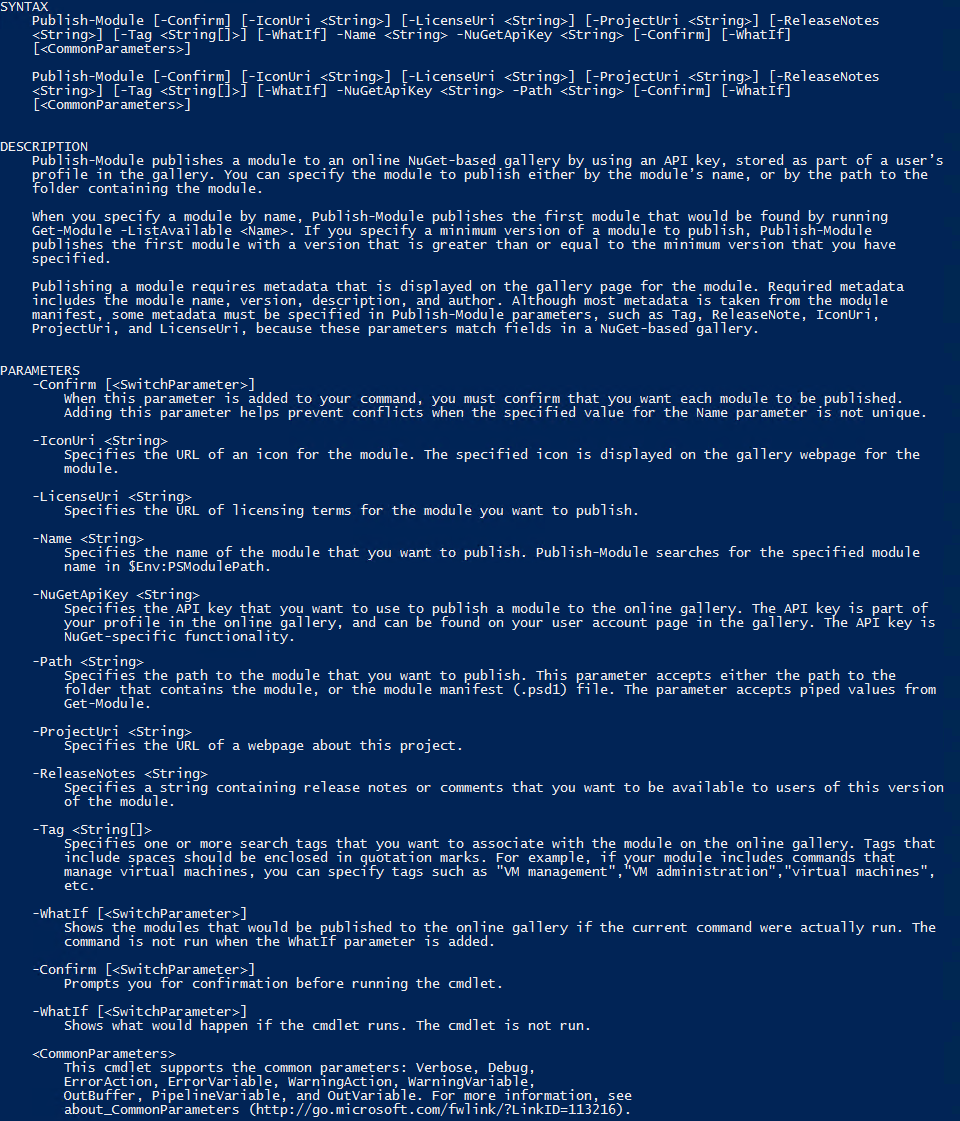 SYNTAX
Publish-Module [-Confirm] [-IconUri <String>] [-LicenseUri <String>] [-ProjectUri <String>] [-ReleaseNotes
<String>] [-Tag <String[]>] [-WhatIf] -Name <String> -NuGetApiKey <String> [-Confirm] [-WhatIf]
[<CommonParameters>]
Publish-Module [-Confirm] [-IconUri <String>] [-LicenseUri <String>] [-ProjectUri <String>] [-ReleaseNotes
<String>] [-Tag <String[]>] [-WhatIf] -NuGetApiKey <String> -Path <String> [-Confirm] [-WhatIf]
[<CommonParameters>]
DESCRIPTION
Publish-Module publishes a module to an online NuGet-based gallery by using an API key, stored as part of a user’s
profile in the gallery. You can specify the module to publish either by the module’s name, or by the path to the
folder containing the module.
When you specify a module by name, Publish-Module publishes the first module that would be found by running
Get-Module -ListAvailable <Name>. If you specify a minimum version of a module to publish, Publish-Module
publishes the first module with a version that is greater than or equal to the minimum version that you have
specified.
Publishing a module requires metadata that is displayed on the gallery page for the module. Required metadata
includes the module name, version, description, and author. Although most metadata is taken from the module
manifest, some metadata must be specified in Publish-Module parameters, such as Tag, ReleaseNote, IconUri,
ProjectUri, and LicenseUri, because these parameters match fields in a NuGet-based gallery.
PARAMETERS
-Confirm [<SwitchParameter>]
When this parameter is added to your command, you must confirm that you want each module to be published.
Adding this parameter helps prevent conflicts when the specified value for the Name parameter is not unique.
-IconUri <String>
Specifies the URL of an icon for the module. The specified icon is displayed on the gallery webpage for the
module.
-LicenseUri <String>
Specifies the URL of licensing terms for the module you want to publish.
-Name <String>
Specifies the name of the module that you want to publish. Publish-Module searches for the specified module
name in $Env:PSModulePath.
-NuGetApiKey <String>
Specifies the API key that you want to use to publish a module to the online gallery. The API key is part of
your profile in the online gallery, and can be found on your user account page in the gallery. The API key is
NuGet-specific functionality.
-Path <String>
Specifies the path to the module that you want to publish. This parameter accepts either the path to the
folder that contains the module, or the module manifest (.psd1) file. The parameter accepts piped values from
Get-Module.
-ProjectUri <String>
Specifies the URL of a webpage about this project.
-ReleaseNotes <String>
Specifies a string containing release notes or comments that you want to be available to users of this version
of the module.
-Tag <String[]>
Specifies one or more search tags that you want to associate with the module on the online gallery. Tags that
include spaces should be enclosed in quotation marks. For example, if your module includes commands that
manage virtual machines, you can specify tags such as "VM management","VM administration","virtual machines",
etc.
-WhatIf [<SwitchParameter>]
Shows the modules that would be published to the online gallery if the current command were actually run. The
command is not run when the WhatIf parameter is added.
-Confirm [<SwitchParameter>]
Prompts you for confirmation before running the cmdlet.
-WhatIf [<SwitchParameter>]
Shows what would happen if the cmdlet runs. The cmdlet is not run.
<CommonParameters>
This cmdlet supports the common parameters: Verbose, Debug,
ErrorAction, ErrorVariable, WarningAction, WarningVariable,
OutBuffer, PipelineVariable, and OutVariable. For more information, see
about_CommonParameters (http://go.microsoft.com/fwlink/?LinkID=113216).